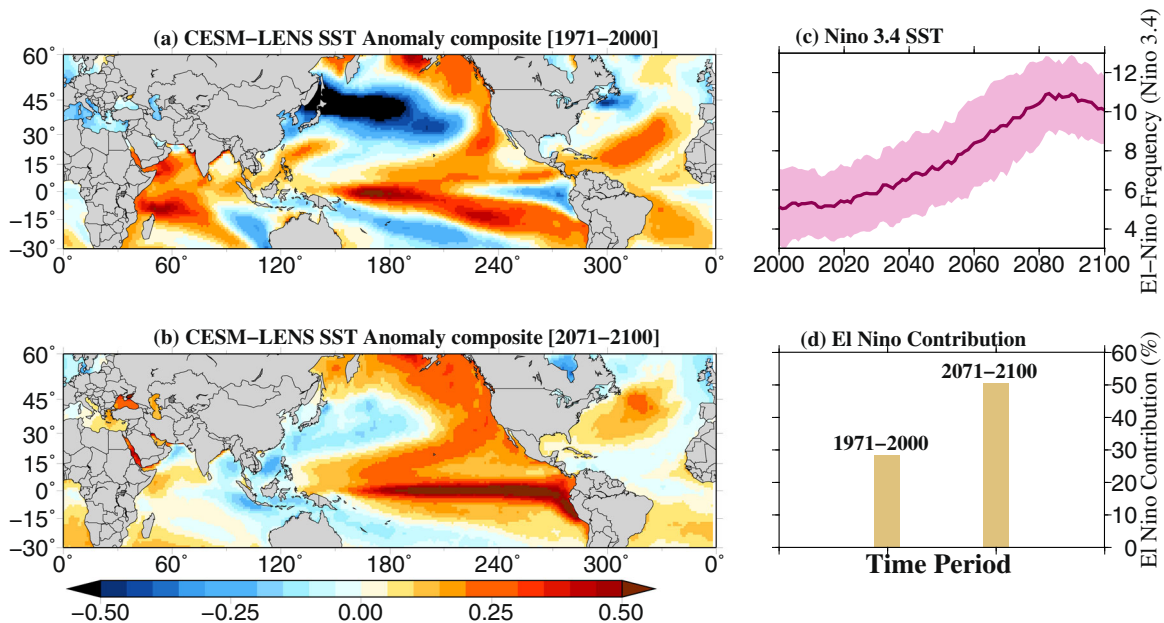 (a) CESM−LENS SST Anomaly composite [1971−2000]
60˚
45˚
30˚
15˚
0˚
−15˚
−30˚
0˚ 60˚ 120˚ 180˚ 240˚ 300˚ 0˚
(c) Nino 3.4 SST
12
10
8
6
4
El−Nino Frequency (Nino 3.4)
2000 2020 2040 2060 2080 2100
(b) CESM−LENS SST Anomaly composite [2071−2100]
60˚
45˚
30˚
15˚
0˚
−15˚
−30˚
0˚ 60˚ 120˚ 180˚ 240˚ 300˚ 0˚
−0.50 −0.25 0.00 0.25 0.50
(d) El Nino Contribution
60
50
40
30
20
10
0
El Nino Contribution (%)
2071−2100
1971−2000
Time Period